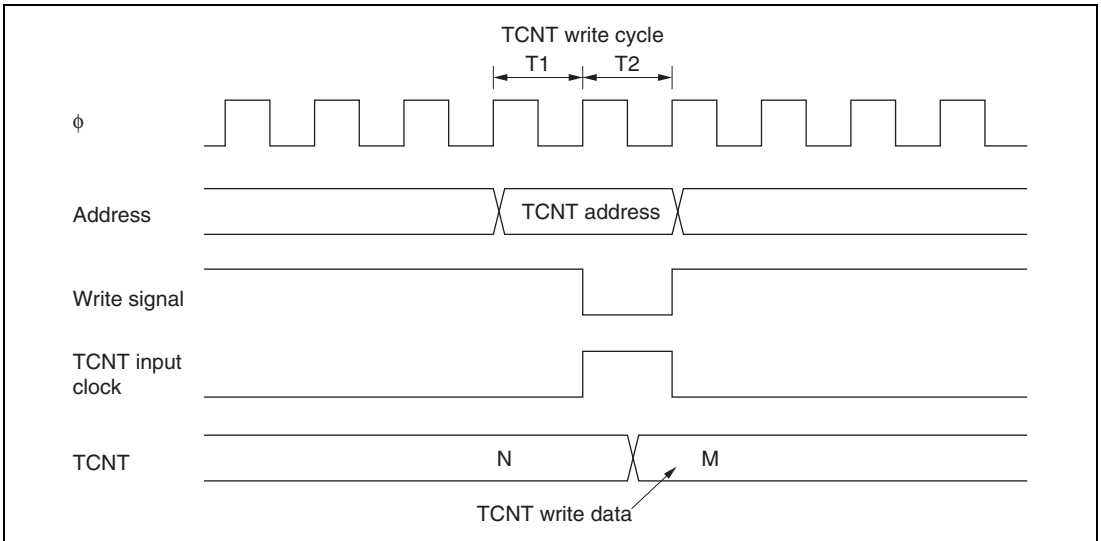 TCNT write cycle
T1 T2
φ
Address
TCNT address
Write signal
TCNT input
clock
TCNT
N
M
TCNT write data